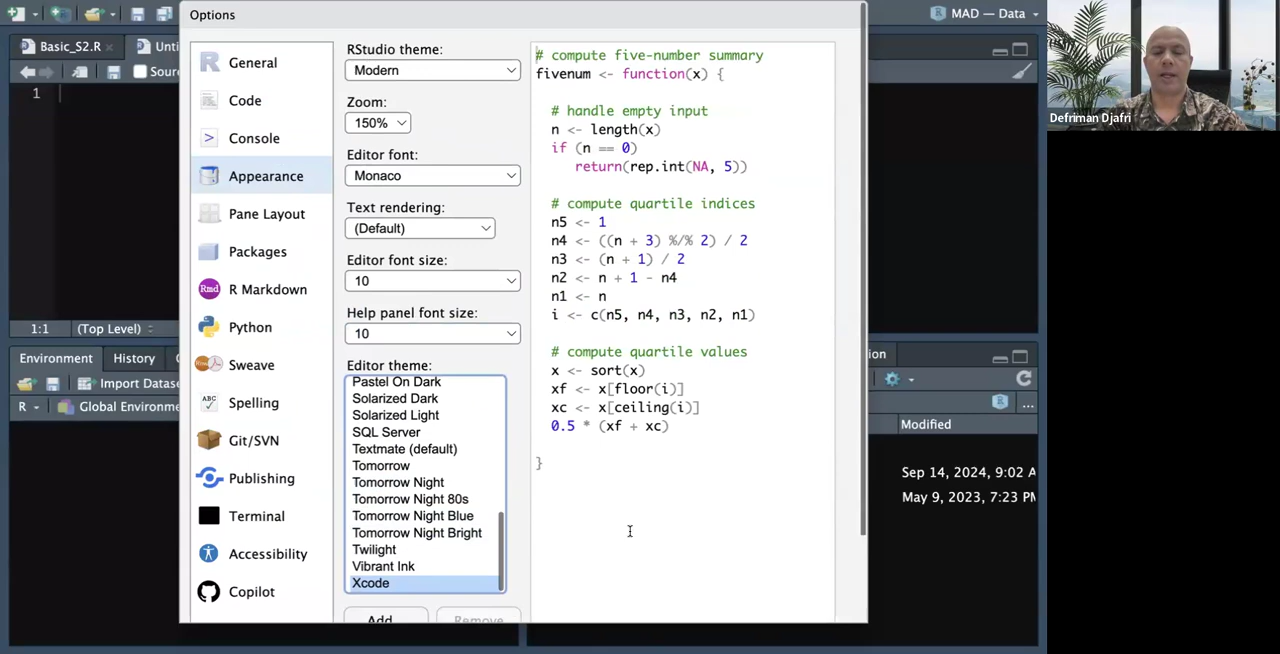 Options
MAD — Data
Basic_S2.R
Unti
Sour
1
1:1
(Top Level)
Environment
History
C
Import Datase
R
Global Environme
General
Code
Console
Appearance
Pane Layout
Packages
R Markdown
Python
Sweave
Spelling
Git/SVN
Publishing
Terminal
Accessibility
Copilot
RStudio theme:
Modern
Zoom:
150%
Editor font:
Monaco
Text rendering:
(Default)
Editor font size:
10
Help panel font size:
10
Editor theme:
Pastel On Dark
Solarized Dark
Solarized Light
SQL Server
Textmate (default)
Tomorrow
Tomorrow Night
Tomorrow Night 80s
Tomorrow Night Blue
Tomorrow Night Bright
Twilight
Vibrant Ink
Xcode
Add
Remove
# compute five-number summary
fivenum <- function(x) {
# handle empty input
n <- length(x)
if (n == 0)
return(rep.int(NA, 5))
# compute quartile indices
n5 <- 1
n4 <- ((n + 3) %/% 2) / 2
n3 <- (n + 1) / 2
n2 <- n + 1 - n4
n1 <- n
i <- c(n5, n4, n3, n2, n1)
# compute quartile values
x <- sort(x)
xf <- x[floor(i)]
xc <- x[ceiling(i)]
0.5 * (xf + xc)
}
ion
...
Modified
Sep 14, 2024, 9:02 A
May 9, 2023, 7:23 PM
Defriman Djafri